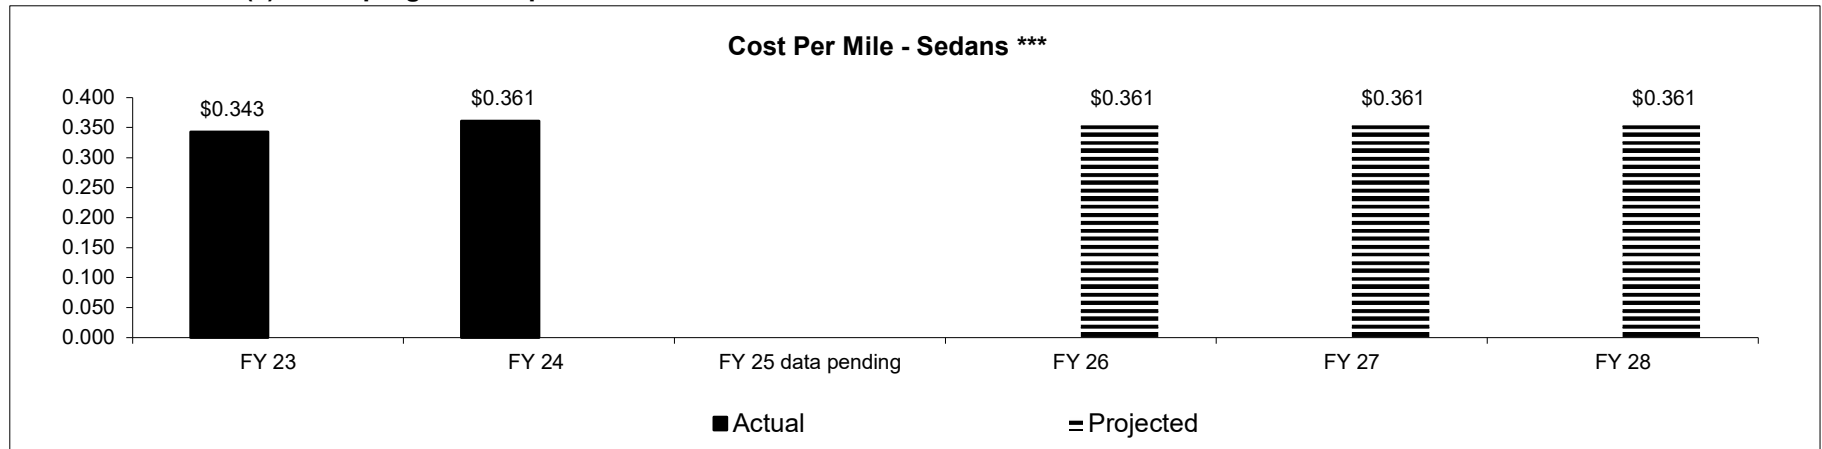 Cost Per Mile - Sedans ***
0.400
0.350
0.300
0.250
0.200
0.150
0.100
0.050
0.000
$0.343
$0.361
$0.361
$0.361
$0.361
FY 23
FY 24
FY 25 data pending
FY 26
FY 27
FY 28
Actual
Projected